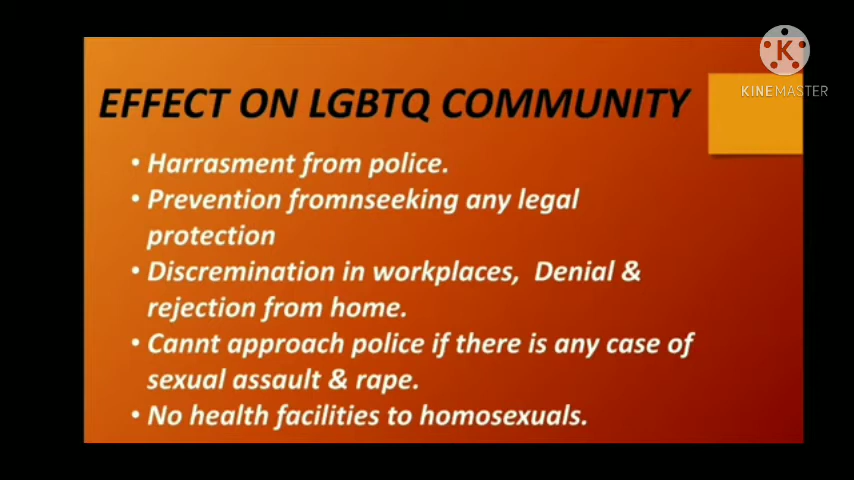 EFFECT ON LGBTQ COMMUNITY
K
KINEMASTER
• Harrasment from police.
• Prevention fromnseeking any legal
protection
• Discremination in workplaces, Denial &
rejection from home.
• Cannt approach police if there is any case of
sexual assault & rape.
• No health facilities to homosexuals.